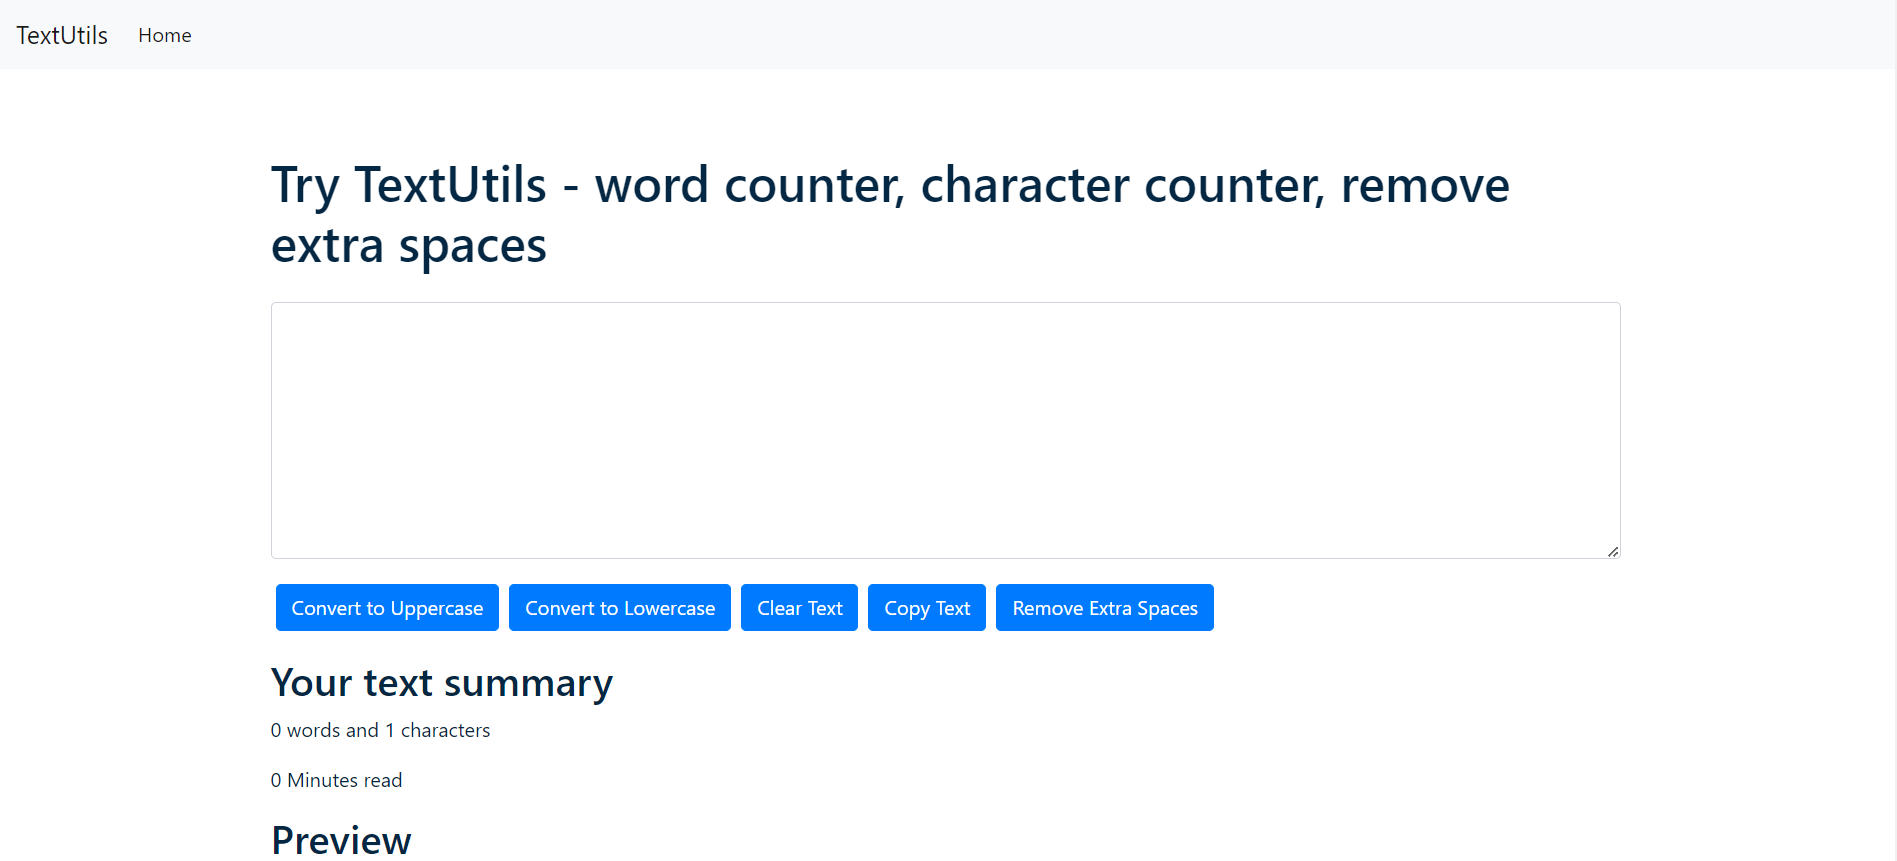 TextUtils Home
Try TextUtils - word counter, character counter, remove
extra spaces
Convert to Uppercase Convert to Lowercase Clear Text Copy Text Remove Extra Spaces
Your text summary
0 words and 1 characters
0 Minutes read
Preview